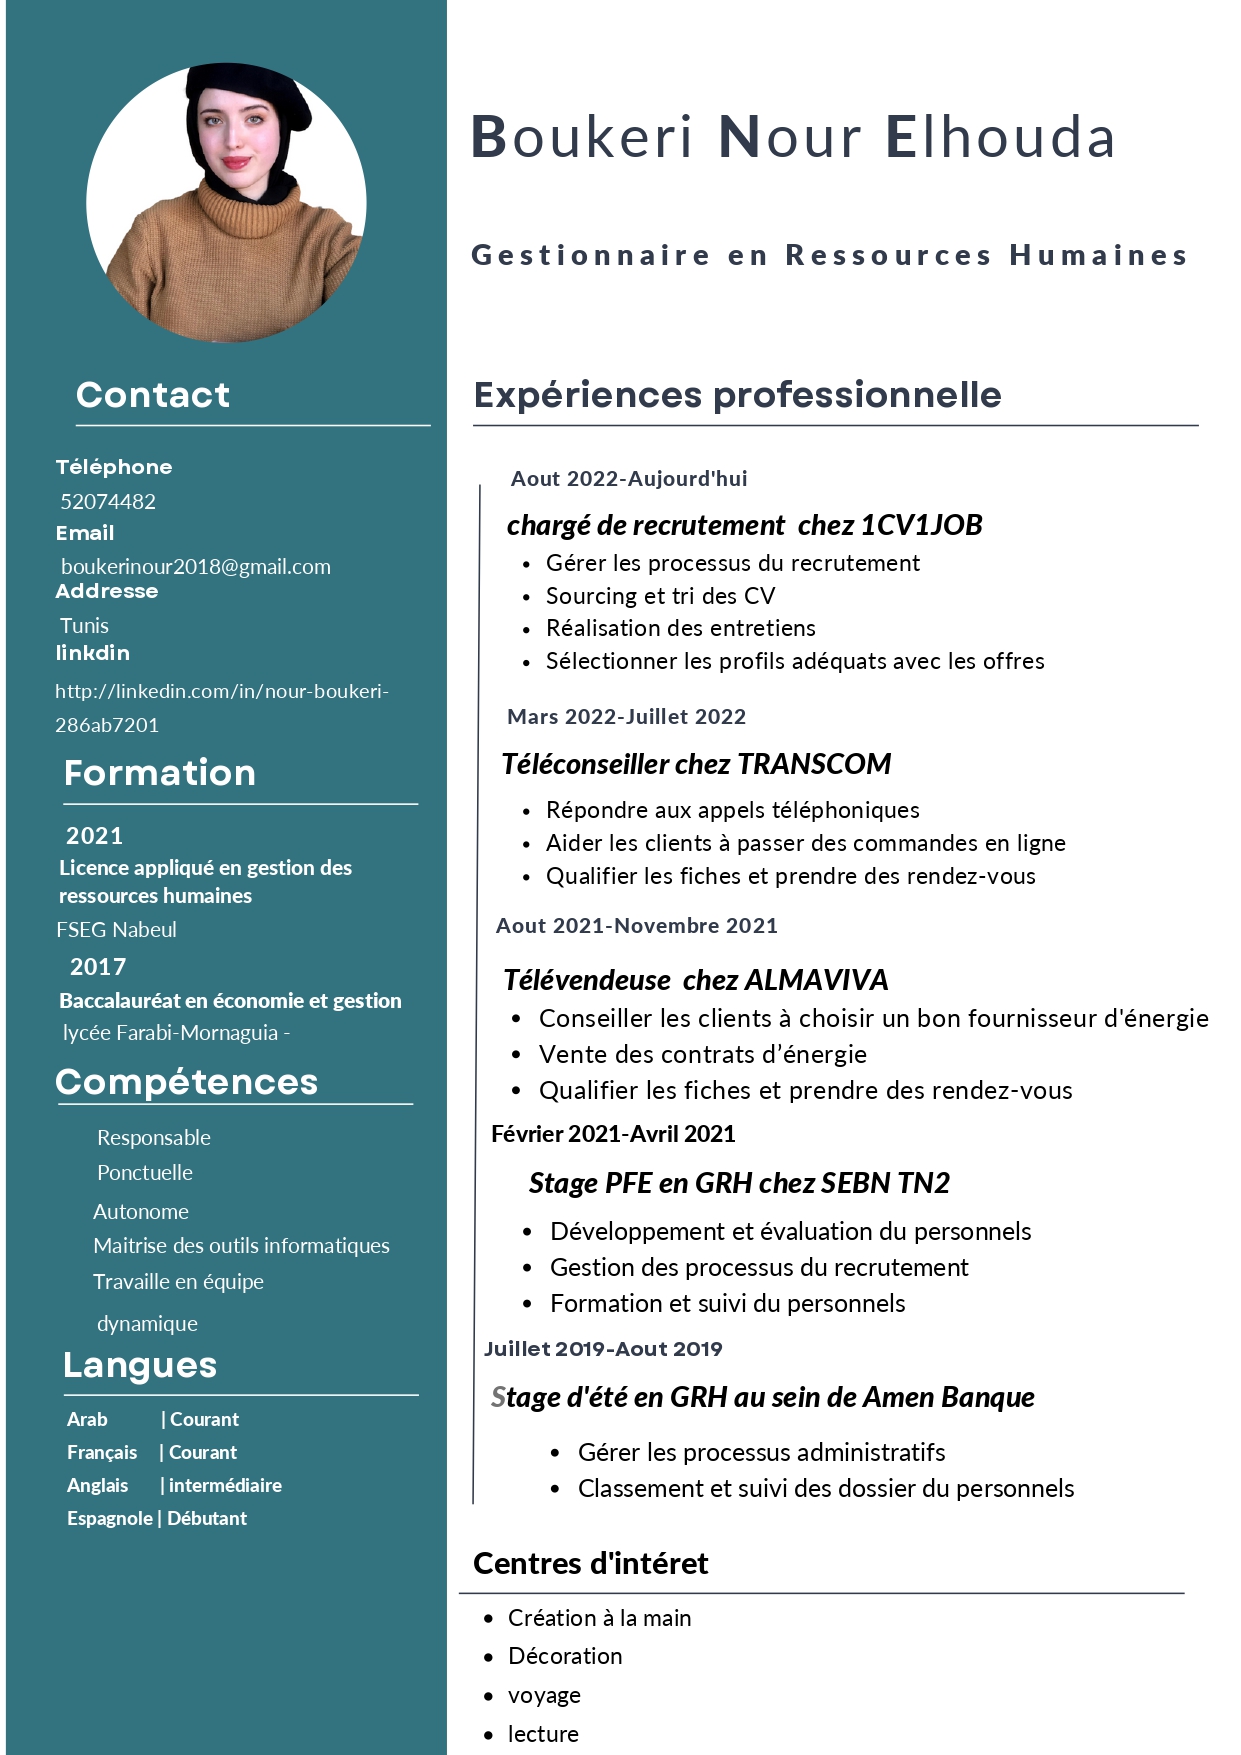 Boukeri Nour Elhouda
Gestionnaire en Ressources Humaines
Contact
Téléphone
52074482
Email
boukerinour2018@gmail.com
Addresse
Tunis
linkdin
http://linkedin.com/in/nour-boukeri-
286ab7201
Formation
2021
Licence appliqué en gestion des
ressources humaines
FSEG Nabeul
2017
Baccalauréat en économie et gestion
lycée Farabi-Mornaguia -
Compétences
Responsable
Ponctuelle
Autonome
Maitrise des outils informatiques
Travaille en équipe
dynamique
Langues
Arab | Courant
Français | Courant
Anglais | intermédiaire
Espagnole | Débutant
Expériences professionnelle
Aout 2022-Aujourd'hui
chargé de recrutement chez 1CV1JOB
• Gérer les processus du recrutement
• Sourcing et tri des CV
• Réalisation des entretiens
• Sélectionner les profils adéquats avec les offres
Mars 2022-Juillet 2022
Téléconseiller chez TRANSCOM
• Répondre aux appels téléphoniques
• Aider les clients à passer des commandes en ligne
• Qualifier les fiches et prendre des rendez-vous
Aout 2021-Novembre 2021
Télévendeuse chez ALMAVIVA
• Conseiller les clients à choisir un bon fournisseur d'énergie
• Vente des contrats d’énergie
• Qualifier les fiches et prendre des rendez-vous
Février 2021-Avril 2021
Stage PFE en GRH chez SEBN TN2
• Développement et évaluation du personnels
• Gestion des processus du recrutement
• Formation et suivi du personnels
Juillet 2019-Aout 2019
Stage d'été en GRH au sein de Amen Banque
• Gérer les processus administratifs
• Classement et suivi des dossier du personnels
Centres d'intéret
• Création à la main
• Décoration
• voyage
• lecture